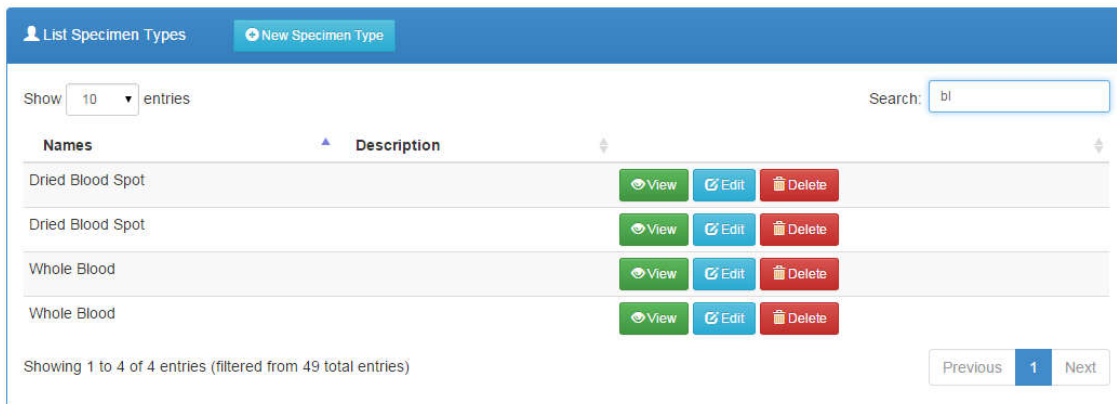 List Specimen Types New Specimen Type
Show 10 entries Search: bl
Names Description
Dried Blood Spot View Edit Delete
Dried Blood Spot View Edit Delete
Whole Blood View Edit Delete
Whole Blood View Edit Delete
Showing 1 to 4 of 4 entries (filtered from 49 total entries) Previous 1 Next